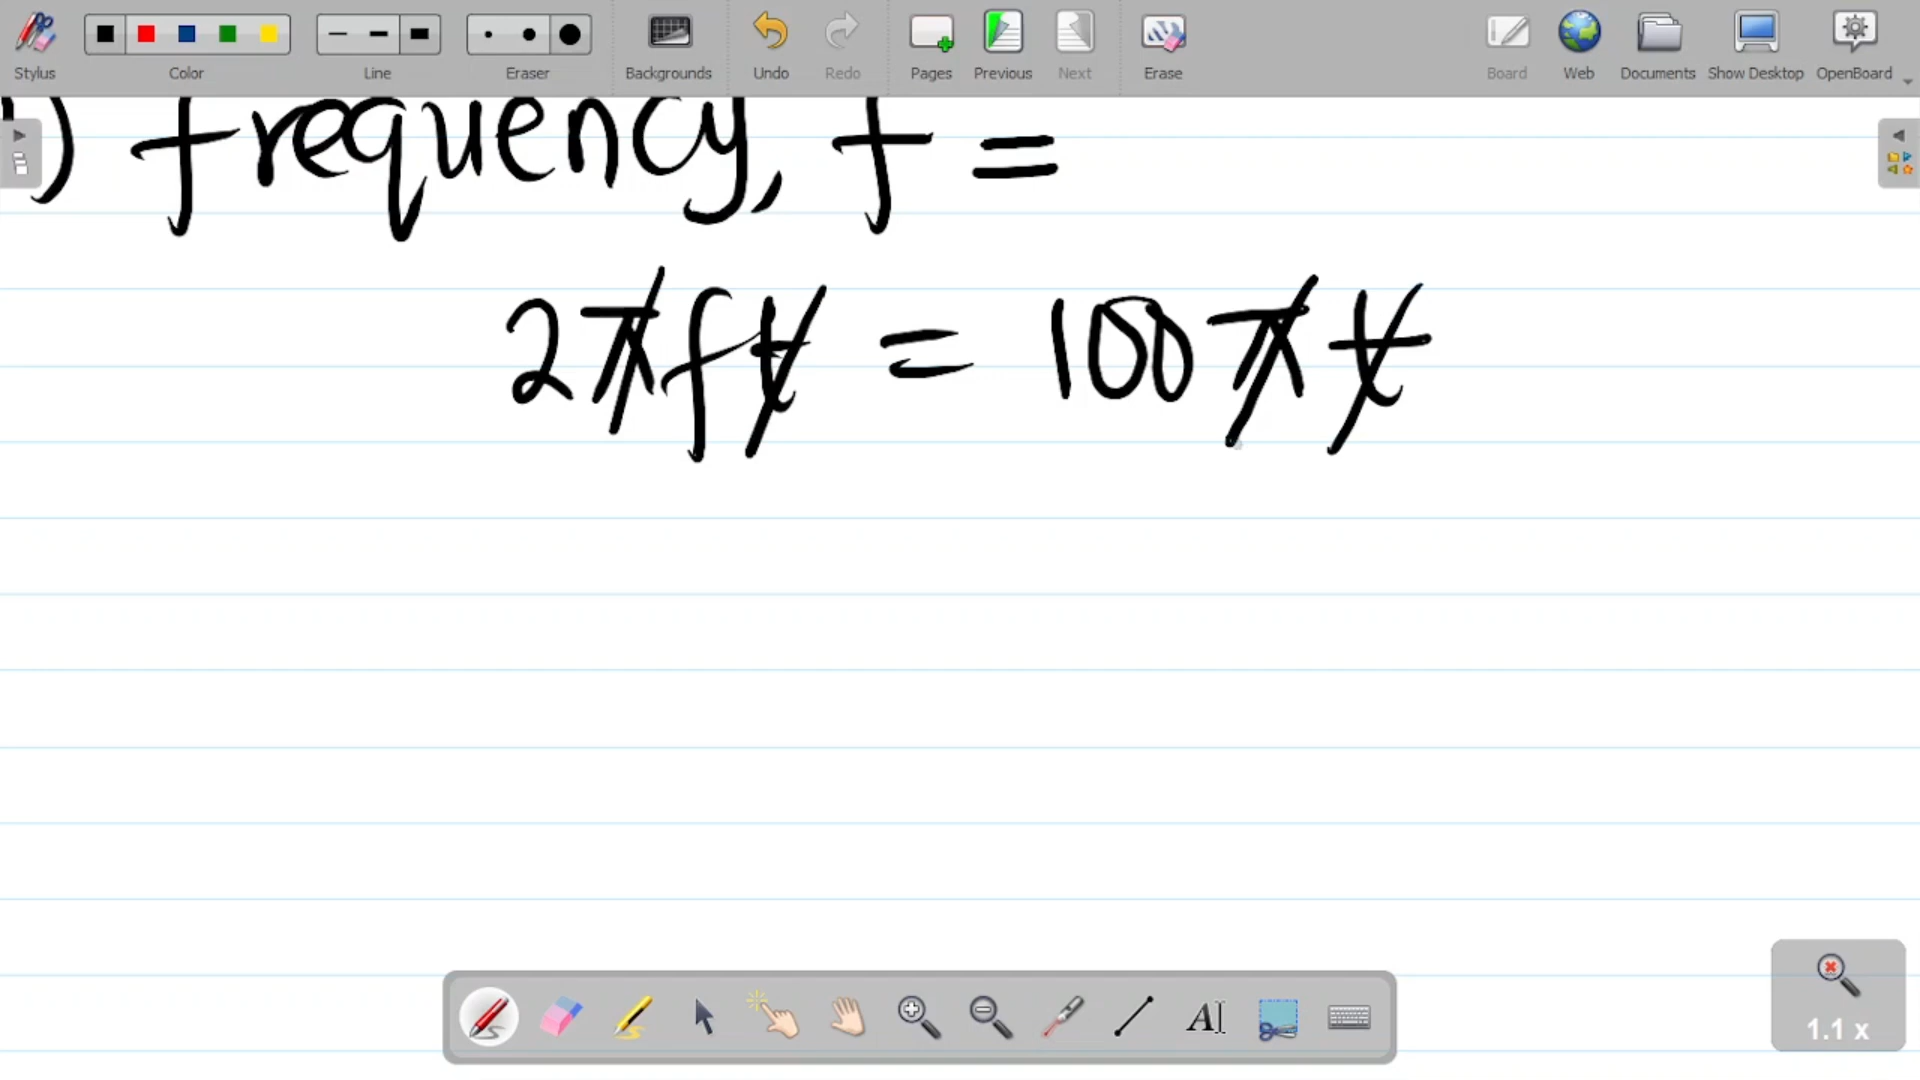 Stylus Color Line Eraser Backgrounds Undo Redo Pages Previous Next Erase Board Web Documents Show Desktop OpenBoard
) frequency, f =
2πft = 100πt
1.1 x